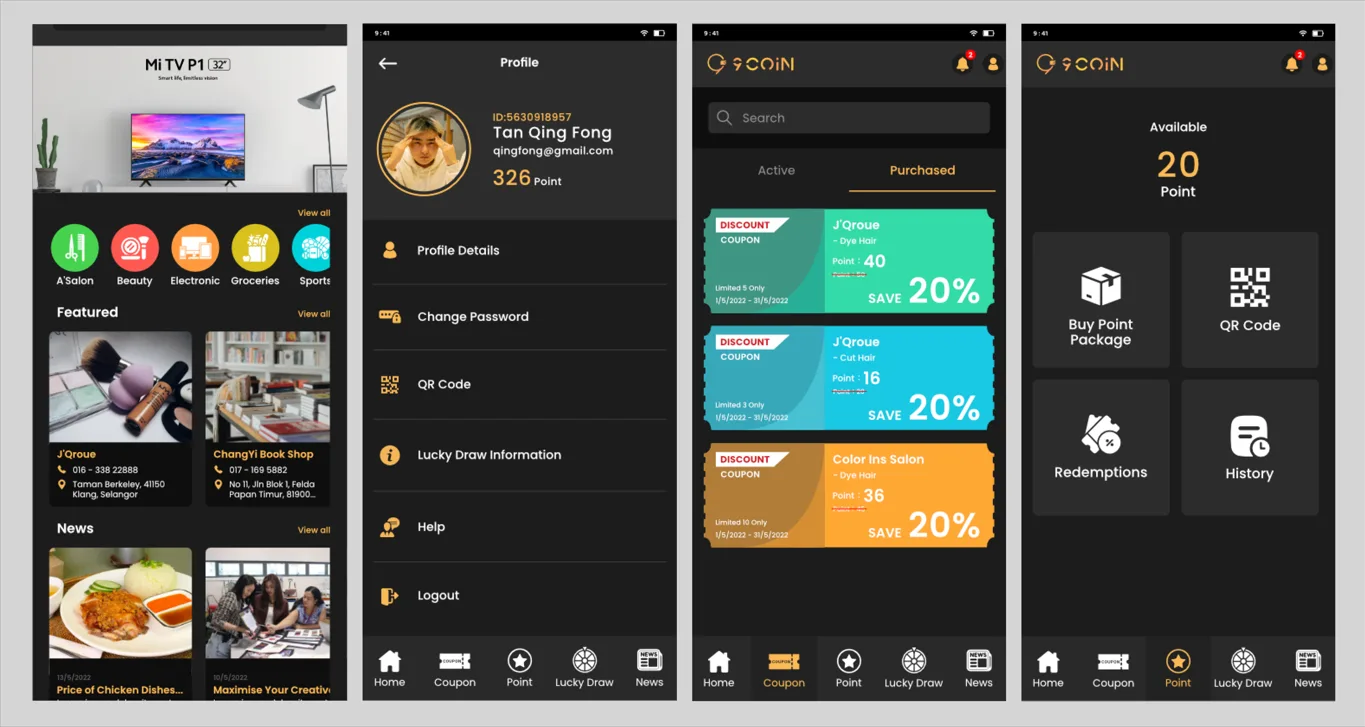 Mi TV P1 32"
Smart life, limitless vision
View all
A'Salon
Beauty
Electronic
Groceries
Sports
Featured
View all
J'Qroue
016 - 338 22888
Taman Berkeley, 41150
Klang, Selangor
ChangYi Book Shop
017 - 169 5882
No 11, Jln Blok 1, Felda
Papan Timur, 81900...
News
View all
13/5/2022
Price of Chicken Dishes...
10/5/2022
Maximise Your Creative
9:41
Profile
ID:5630918957
Tan Qing Fong
qingfong@gmail.com
326 Point
Profile Details
Change Password
QR Code
Lucky Draw Information
Help
Logout
Home
Coupon
Point
Lucky Draw
NEWS
News
9:41
9COiN
2
Search
Active
Purchased
DISCOUNT
COUPON
Limited 5 Only
1/5/2022 - 31/5/2022
J'Qroue
- Dye Hair
Point : 40
SAVE 20%
DISCOUNT
COUPON
Limited 3 Only
1/5/2022 - 31/5/2022
J'Qroue
- Cut Hair
Point : 16
SAVE 20%
DISCOUNT
COUPON
Limited 10 Only
1/5/2022 - 31/5/2022
Color Ins Salon
- Dye Hair
Point : 36
SAVE 20%
Home
COUPON
Coupon
Point
Lucky Draw
NEWS
News
9:41
9COiN
2
Available
20
Point
Buy Point
Package
QR Code
Redemptions
History
Home
COUPON
Coupon
Point
Lucky Draw
NEWS
News